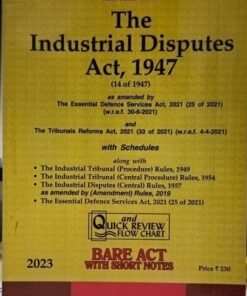 The
Industrial Disputes
Act, 1947
(14 of 1947)
as amended by
The Essential Defence Services Act, 2021 (25 of 2021)
(w.r.e.f. 30-6-2021)
and
The Tribunals Reforms Act, 2021 (33 of 2021) (w.r.e.f. 4-4-2021)
with Schedules
along with
• The Industrial Tribunal (Procedure) Rules, 1949
• The Industrial Tribunal (Central Procedure) Rules, 1954
• The Industrial Disputes (Central) Rules, 1957
as amended by (Amendment) Rules, 2019
• The Essential Defence Services Act, 2021 (25 of 2021)
and
QUICK REVIEW
FLOW CHART
BARE ACT
WITH SHORT NOTES
2023
Price ₹ 230